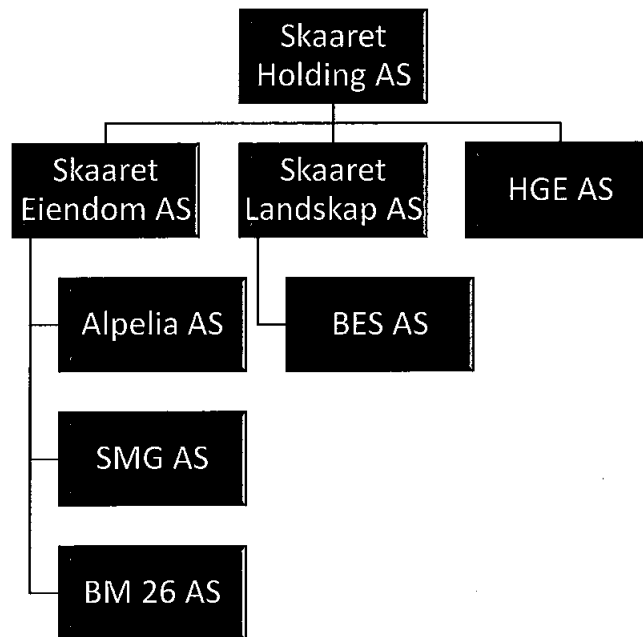 Skaaret
Holding AS
Skaaret
Eiendom AS
Skaaret
Landskap AS
HGE AS
Alpelia AS
BES AS
SMG AS
BM 26 AS